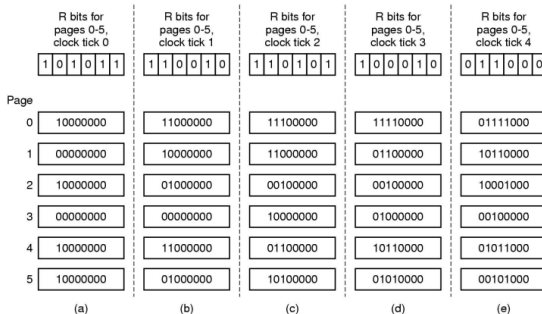 R bits for
pages 0-5,
clock tick 0
R bits for
pages 0-5,
clock tick 1
R bits for
pages 0-5,
clock tick 2
R bits for
pages 0-5,
clock tick 3
R bits for
pages 0-5,
clock tick 4
1 0 1 0 1 1
1 1 0 0 1 0
1 1 0 1 0 1
1 0 0 0 1 0
0 1 1 0 0 0
Page
0 10000000 11000000 11100000 11110000 01111000
1 00000000 10000000 11000000 01100000 10110000
2 10000000 01000000 00100000 00100000 10001000
3 00000000 00000000 10000000 01000000 00100000
4 10000000 11000000 01100000 10110000 01011000
5 10000000 01000000 10100000 01010000 00101000
(a) (b) (c) (d) (e)